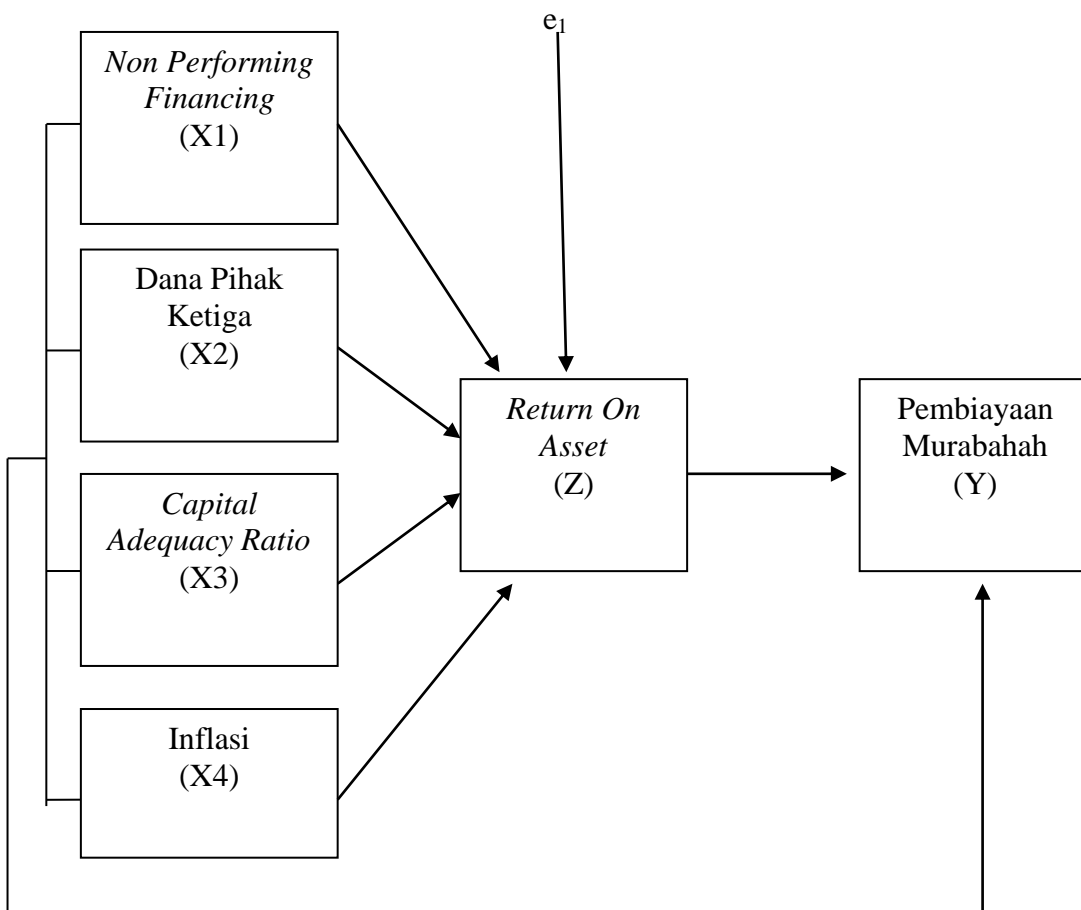 e₁
Non Performing
Financing
(X1)
Dana Pihak
Ketiga
(X2)
Capital
Adequacy Ratio
(X3)
Inflasi
(X4)
Return On
Asset
(Z)
Pembiayaan
Murabahah
(Y)